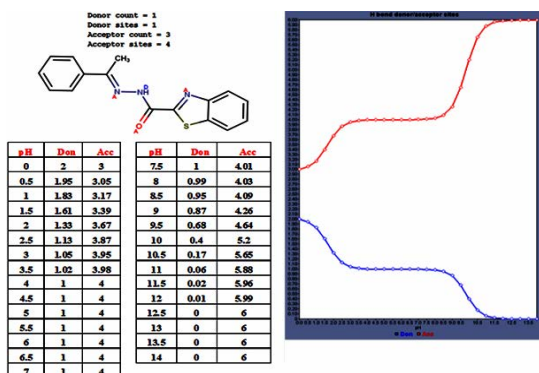 Donor count = 1
Donor sites = 1
Acceptor count = 3
Acceptor sites = 4
CH₃
N
NH
D
N
A
A
O
A
S
pH Don Acc
0 2 3
0.5 1.95 3.05
1 1.83 3.17
1.5 1.61 3.39
2 1.33 3.67
2.5 1.13 3.87
3 1.05 3.95
3.5 1.02 3.98
4 1 4
4.5 1 4
5 1 4
5.5 1 4
6 1 4
6.5 1 4
7 1 4
pH Don Acc
7.5 1 4.01
8 0.99 4.03
8.5 0.95 4.09
9 0.87 4.26
9.5 0.68 4.64
10 0.4 5.2
10.5 0.17 5.65
11 0.06 5.88
11.5 0.02 5.96
12 0.01 5.99
12.5 0 6
13 0 6
13.5 0 6
14 0 6
H bond donor/acceptor sites
pH
Don Acc